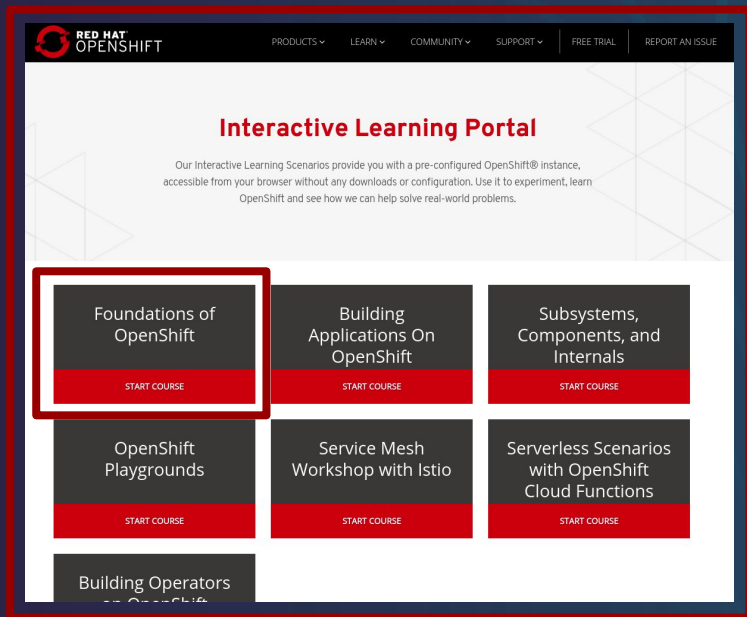 RED HAT®
OPENSHIFT
PRODUCTS LEARN COMMUNITY SUPPORT FREE TRIAL REPORT AN ISSUE
Interactive Learning Portal
Our Interactive Learning Scenarios provide you with a pre-configured OpenShift® instance,
accessible from your browser without any downloads or configuration. Use it to experiment, learn
OpenShift and see how we can help solve real-world problems.
Foundations of
OpenShift
START COURSE
Building
Applications On
OpenShift
START COURSE
Subsystems,
Components, and
Internals
START COURSE
OpenShift
Playgrounds
START COURSE
Service Mesh
Workshop with Istio
START COURSE
Serverless Scenarios
with OpenShift
Cloud Functions
START COURSE
Building Operators
on OpenShift